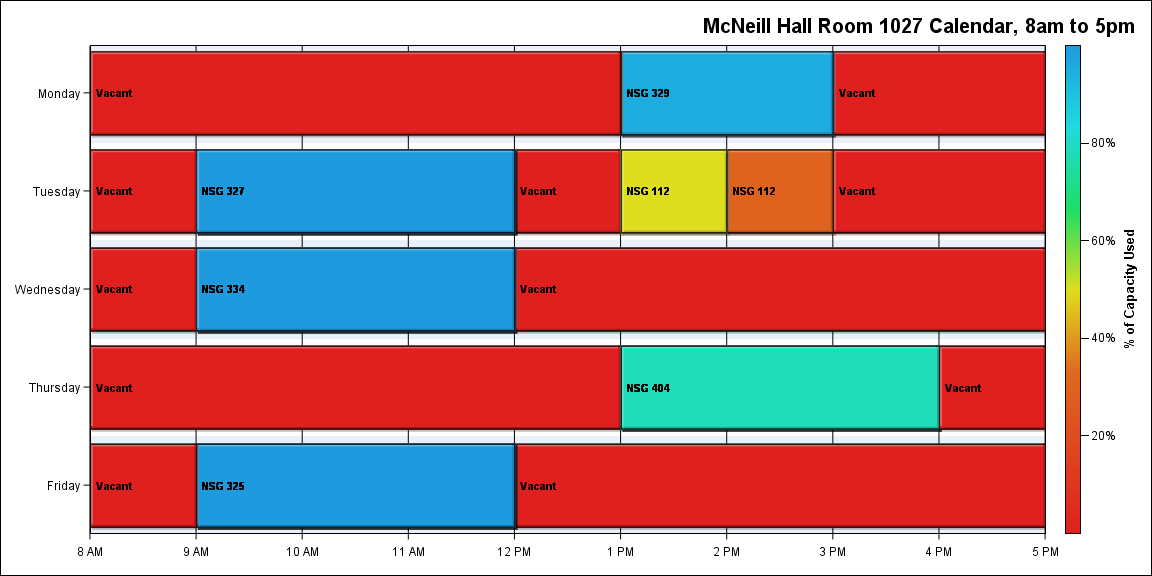 McNeill Hall Room 1027 Calendar, 8am to 5pm
Monday
Vacant
NSG 329
Vacant
Tuesday
Vacant
NSG 327
Vacant
NSG 112
NSG 112
Vacant
Wednesday
Vacant
NSG 334
Vacant
Thursday
Vacant
NSG 404
Vacant
Friday
Vacant
NSG 325
Vacant
8 AM
9 AM
10 AM
11 AM
12 PM
1 PM
2 PM
3 PM
4 PM
5 PM
80%
60%
40%
20%
% of Capacity Used